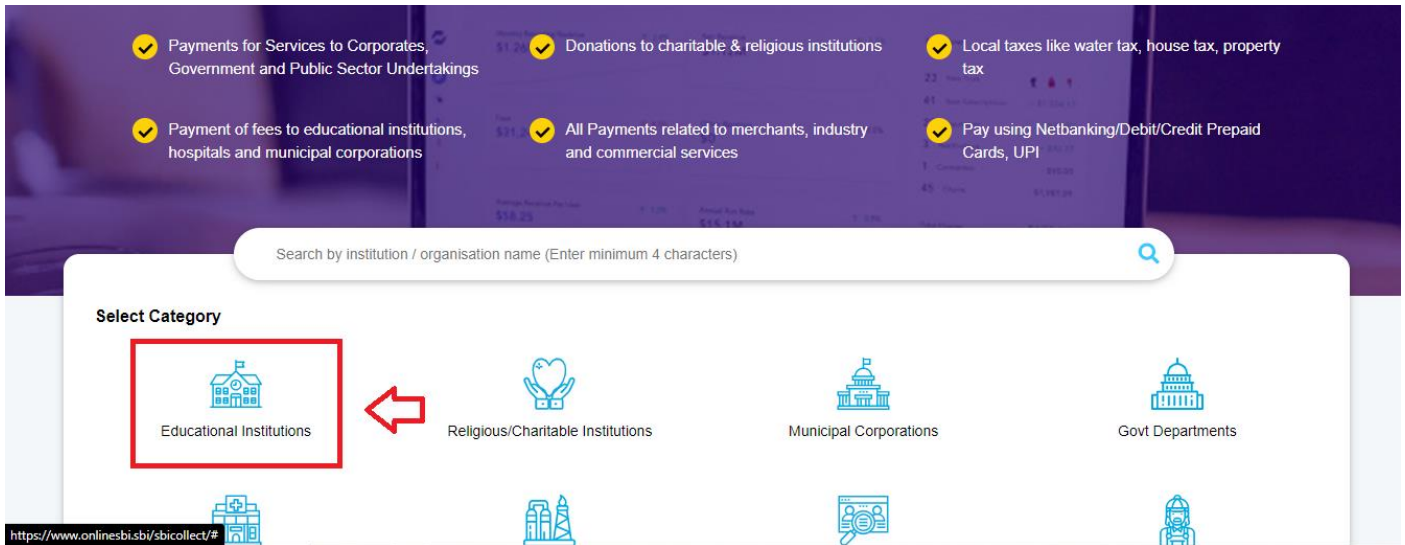 Payments for Services to Corporates,
Government and Public Sector Undertakings
Donations to charitable & religious institutions
Local taxes like water tax, house tax, property
tax
Payment of fees to educational institutions,
hospitals and municipal corporations
All Payments related to merchants, industry
and commercial services
Pay using Netbanking/Debit/Credit Prepaid
Cards, UPI
$18.25
Search by institution / organisation name (Enter minimum 4 characters)
Select Category
Educational Institutions
Religious/Charitable Institutions
Municipal Corporations
Govt Departments
https://www.onlinesbi.sbi/sbicollect/#